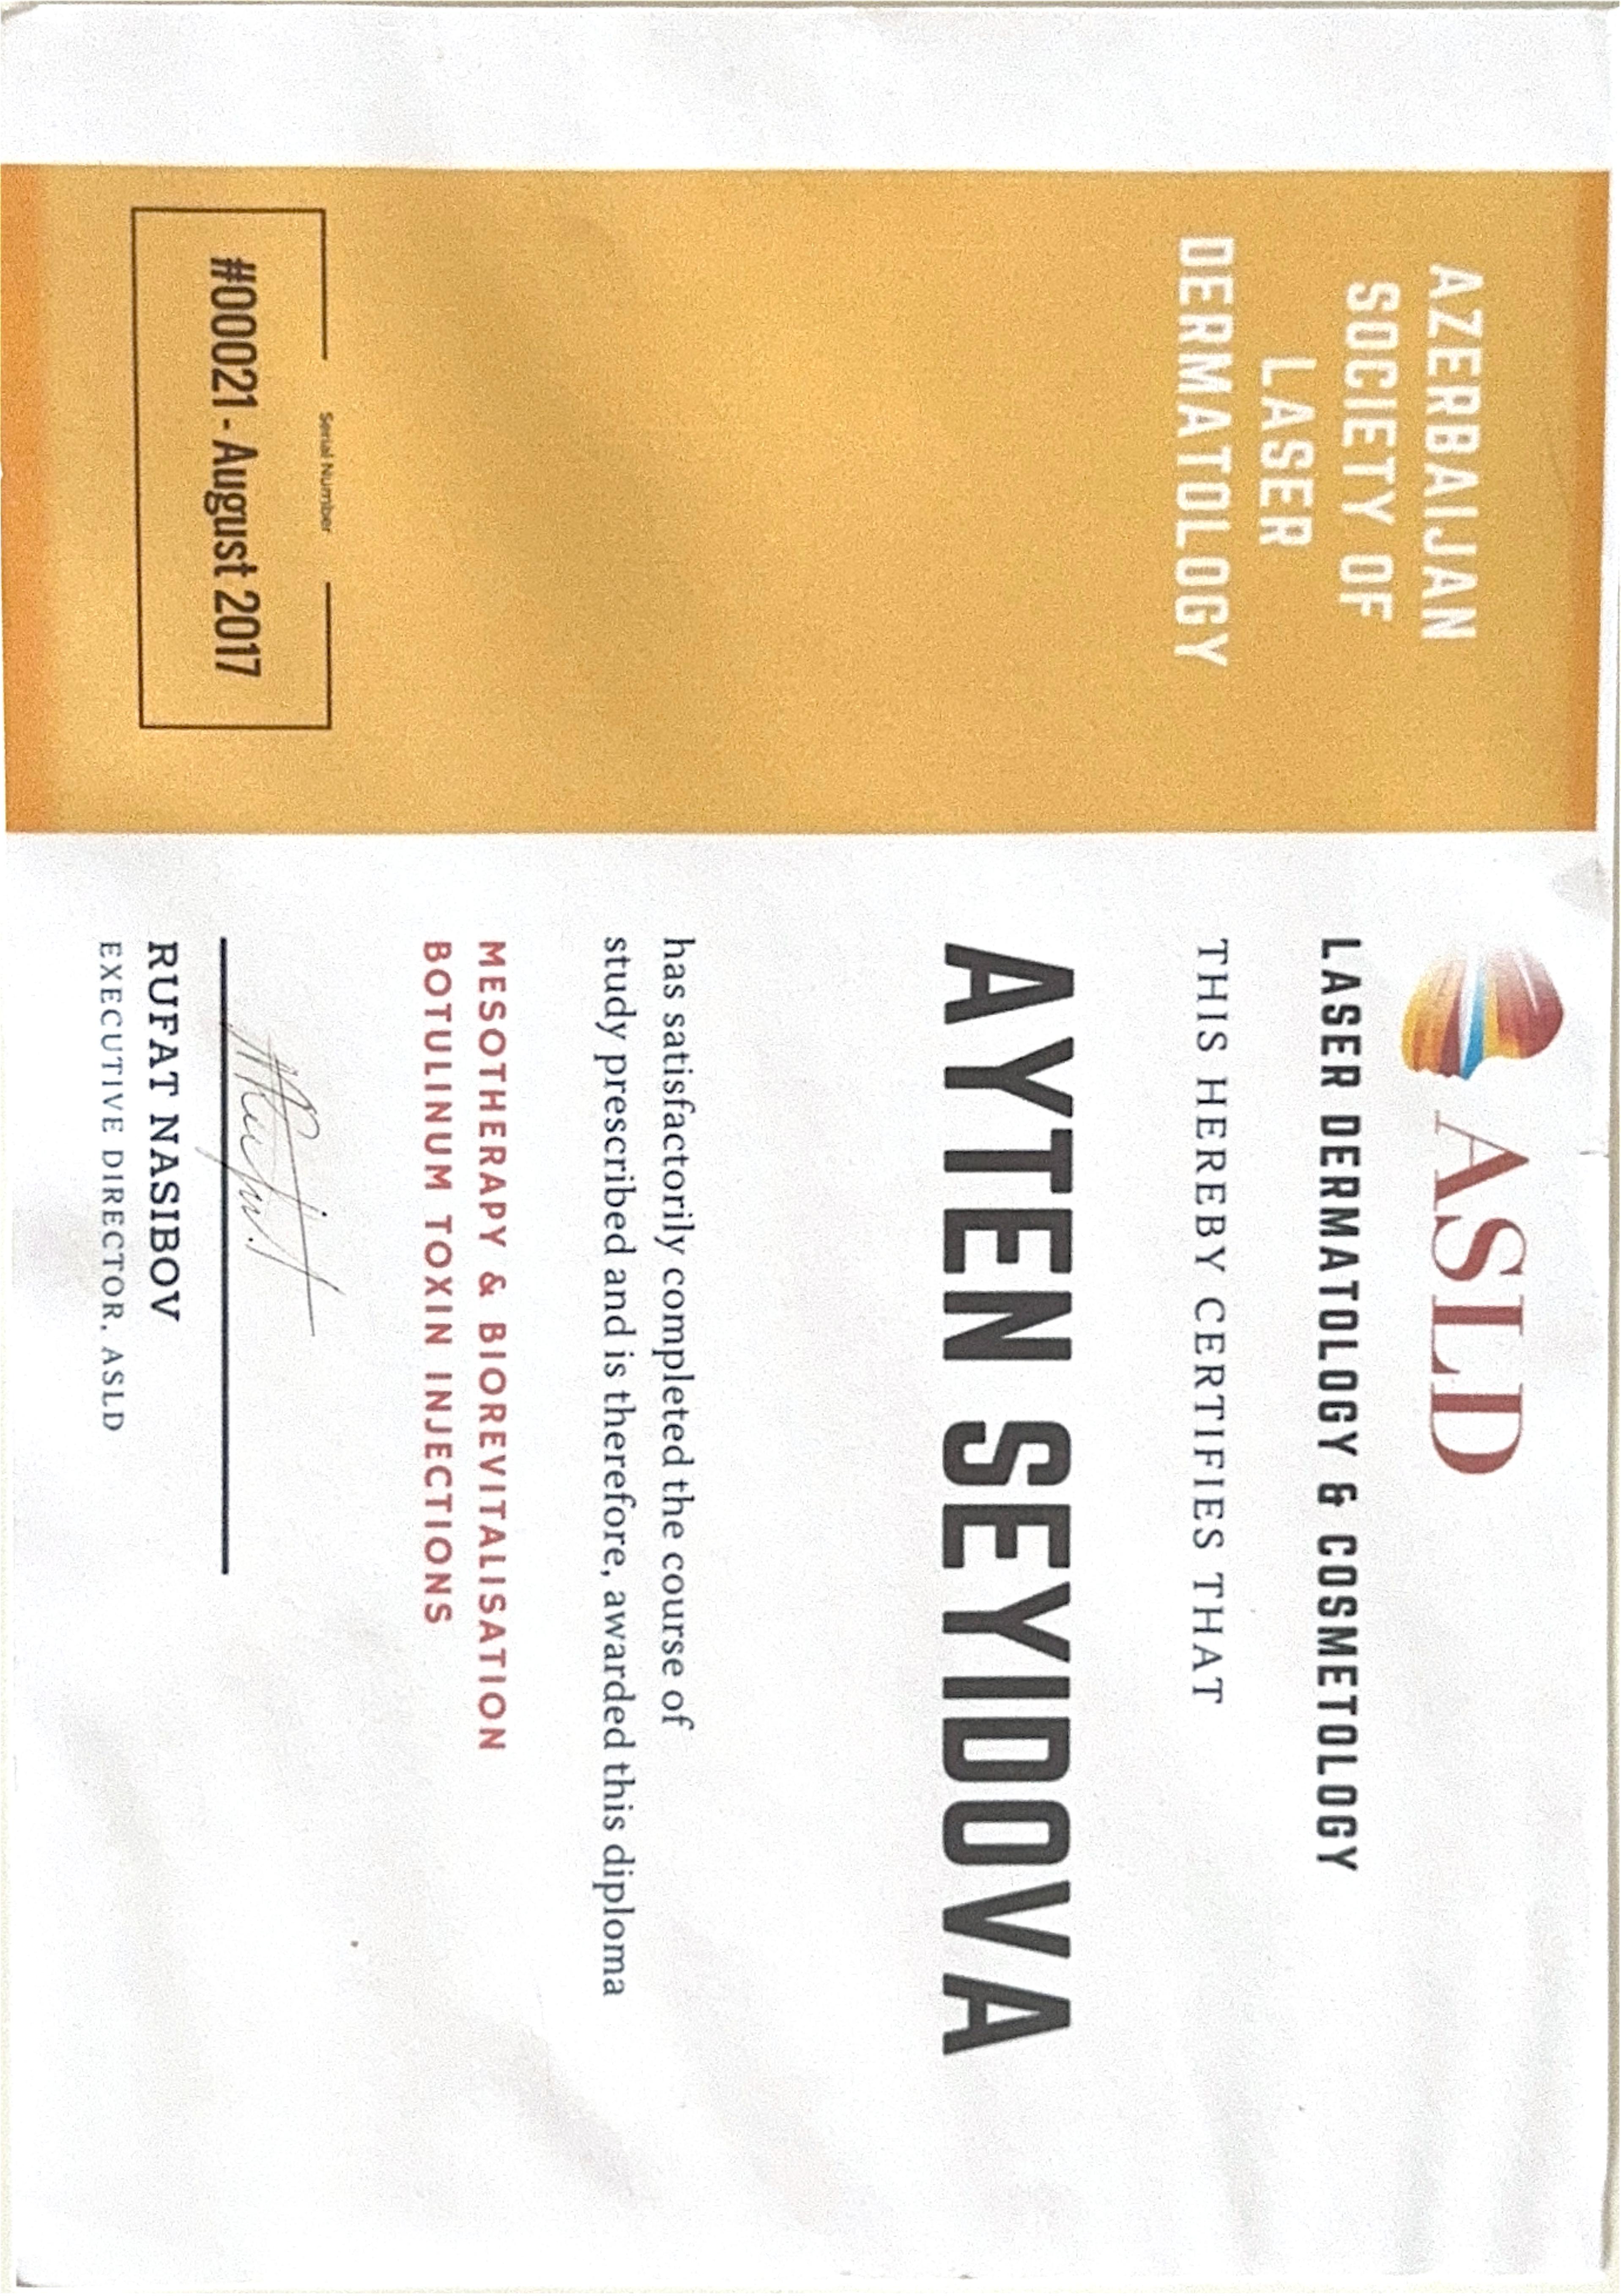 AZERBAIJAN
SOCIETY OF
LASER
DERMATOLOGY
Serial Number
#00021 - August 2017
ASLD
LASER DERMATOLOGY & COSMETOLOGY
THIS HEREBY CERTIFIES THAT
AYTEN SEYIDOVA
has satisfactorily completed the course of
study prescribed and is therefore, awarded this diploma
MESOTHERAPY & BIOREVITALISATION
BOTULINUM TOXIN INJECTIONS
RUFAT NASIBOV
EXECUTIVE DIRECTOR, ASLD